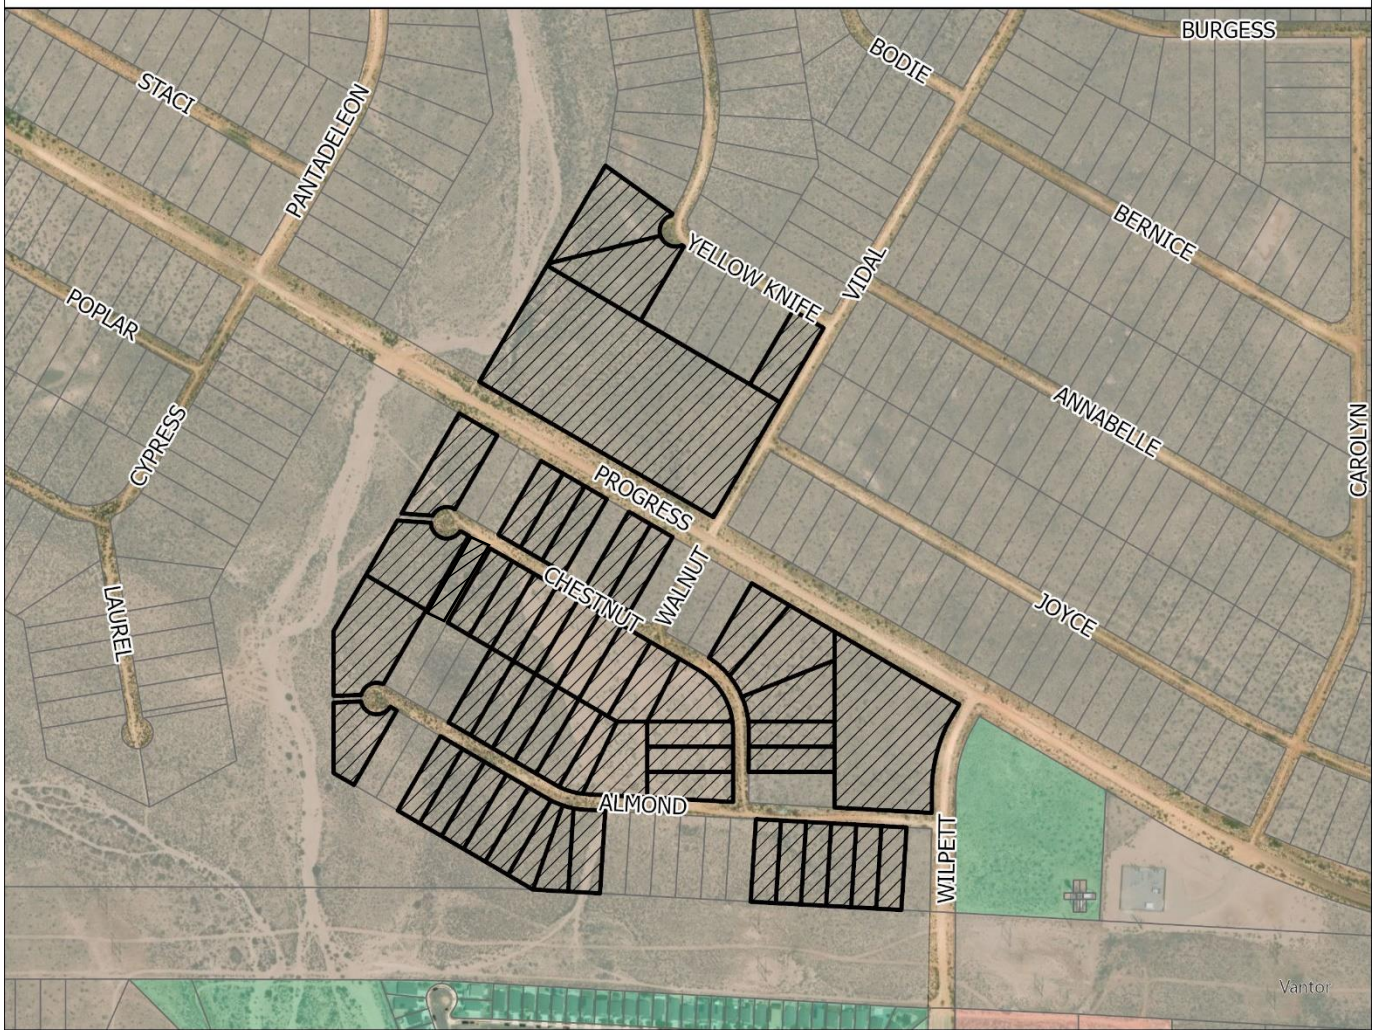 BURGESS
BODIE
STACI
PANTADELEON
BERNICE
YELLOW KNIFE
VIDAL
POPLAR
ANNABELLE
CAROLYN
CYPRESS
PROGRESS
WALNUT
CHESTNUT
LAUREL
JOYCE
ALMOND
WILPETT
Vantor